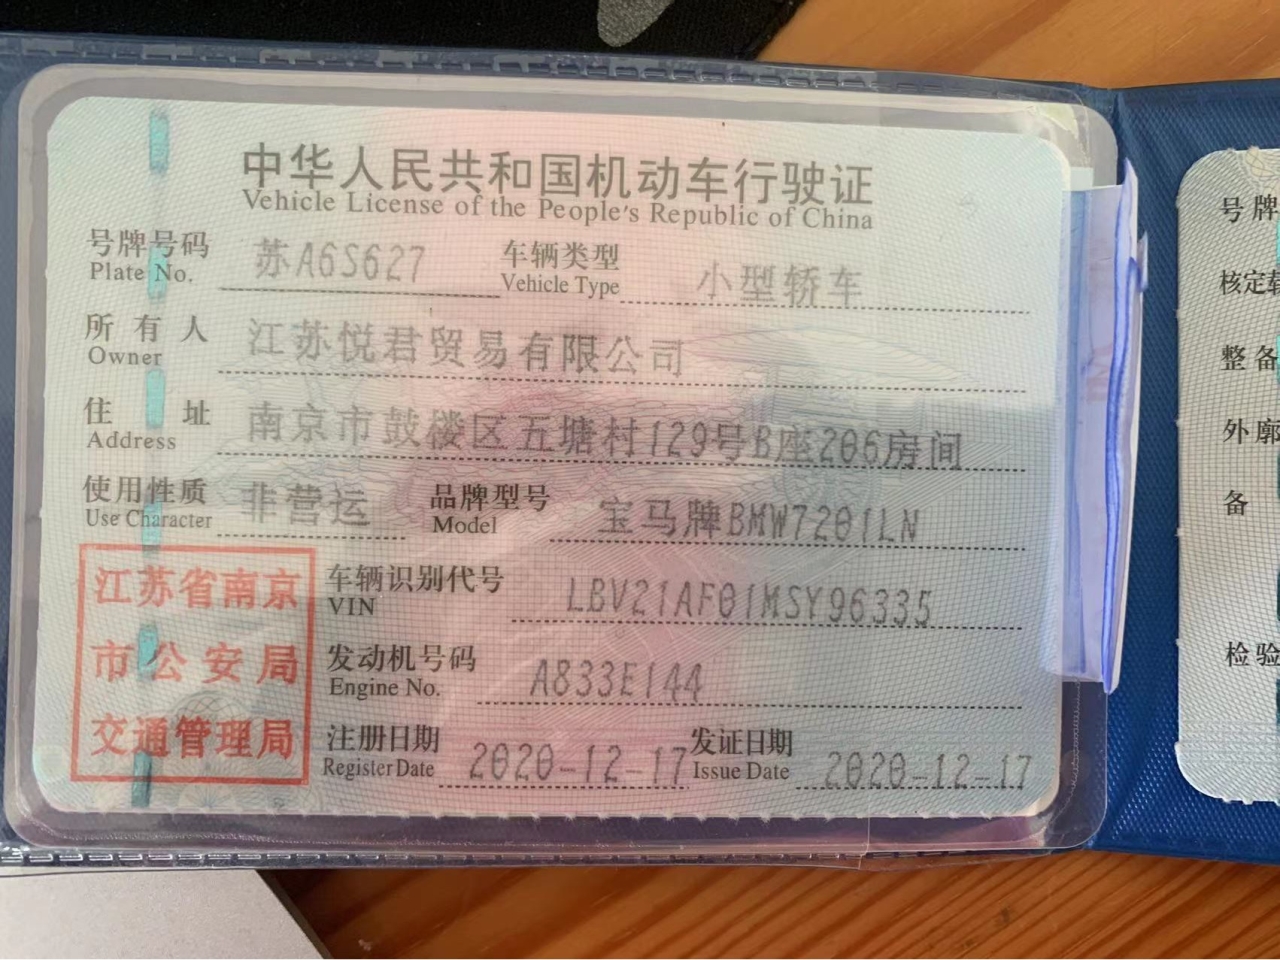 中华人民共和国机动车行驶证
Vehicle License of the People's Republic of China
号牌号码 苏A6S627 车辆类型 小型轿车
Plate No. Vehicle Type
所有人 江苏悦君贸易有限公司
Owner
住址 南京市鼓楼区五塘村129号B座206房间
Address
使用性质 非营运 品牌型号 宝马牌BMW7201LN
Use Character Model
江苏省南京
市公安局
交通管理局
车辆识别代号 LBV21AF01MSY96335
VIN
发动机号码 A833E144
Engine No.
注册日期 2020-12-17 发证日期 2020-12-17
Register Date Issue Date
号牌
核定载
整备
外廓
备
检验